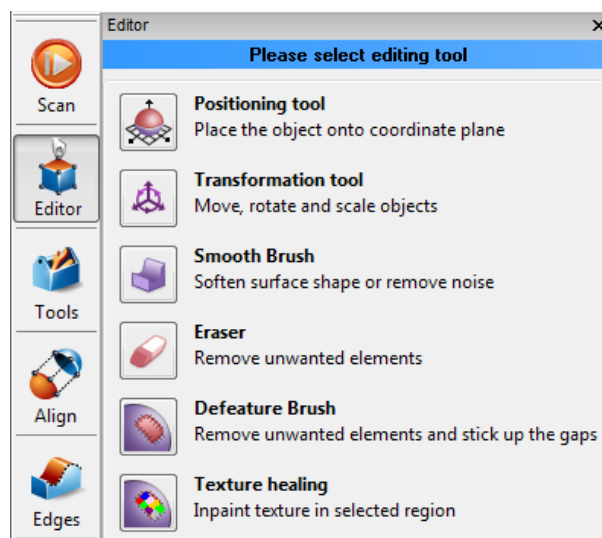 Editor
Please select editing tool
Scan
Editor
Tools
Align
Edges
Positioning tool
Place the object onto coordinate plane
Transformation tool
Move, rotate and scale objects
Smooth Brush
Soften surface shape or remove noise
Eraser
Remove unwanted elements
Defeature Brush
Remove unwanted elements and stick up the gaps
Texture healing
Inpaint texture in selected region